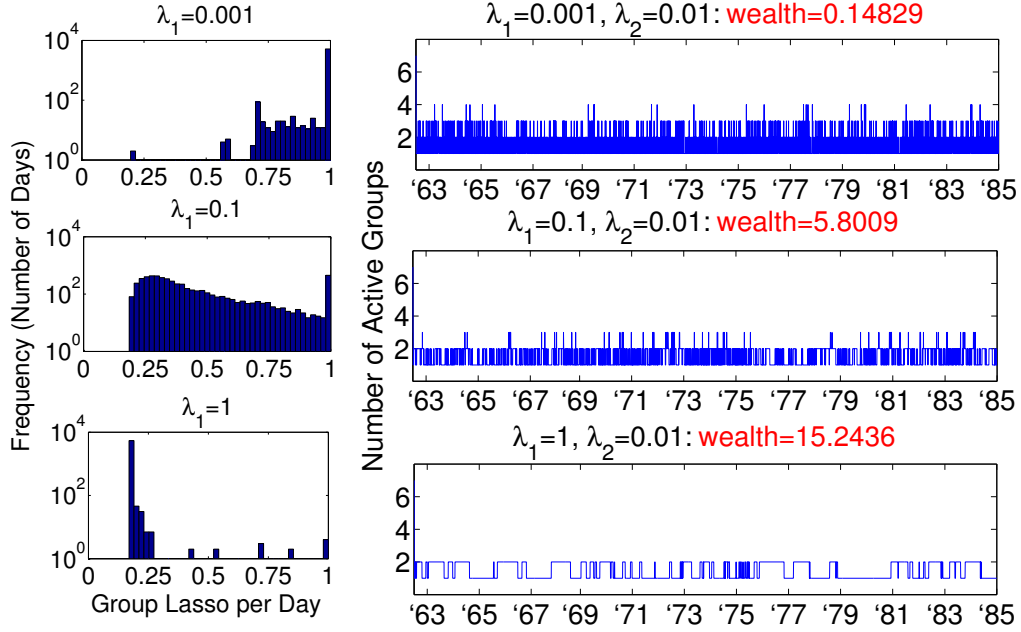 λ1=0.001
10^4
10^2
10^0
0 0.25 0.5 0.75 1
λ1=0.1
10^4
10^2
10^0
0 0.25 0.5 0.75 1
λ1=1
10^4
10^2
10^0
0 0.25 0.5 0.75 1
Group Lasso per Day
Frequency (Number of Days)
λ1=0.001, λ2=0.01: wealth=0.14829
6
4
2
‘63 ‘65 ‘67 ‘69 ‘71 ‘73 ‘75 ‘77 ‘79 ‘81 ‘83 ‘85
λ1=0.1, λ2=0.01: wealth=5.8009
6
4
2
‘63 ‘65 ‘67 ‘69 ‘71 ‘73 ‘75 ‘77 ‘79 ‘81 ‘83 ‘85
λ1=1, λ2=0.01: wealth=15.2436
6
4
2
‘63 ‘65 ‘67 ‘69 ‘71 ‘73 ‘75 ‘77 ‘79 ‘81 ‘83 ‘85
Number of Active Groups